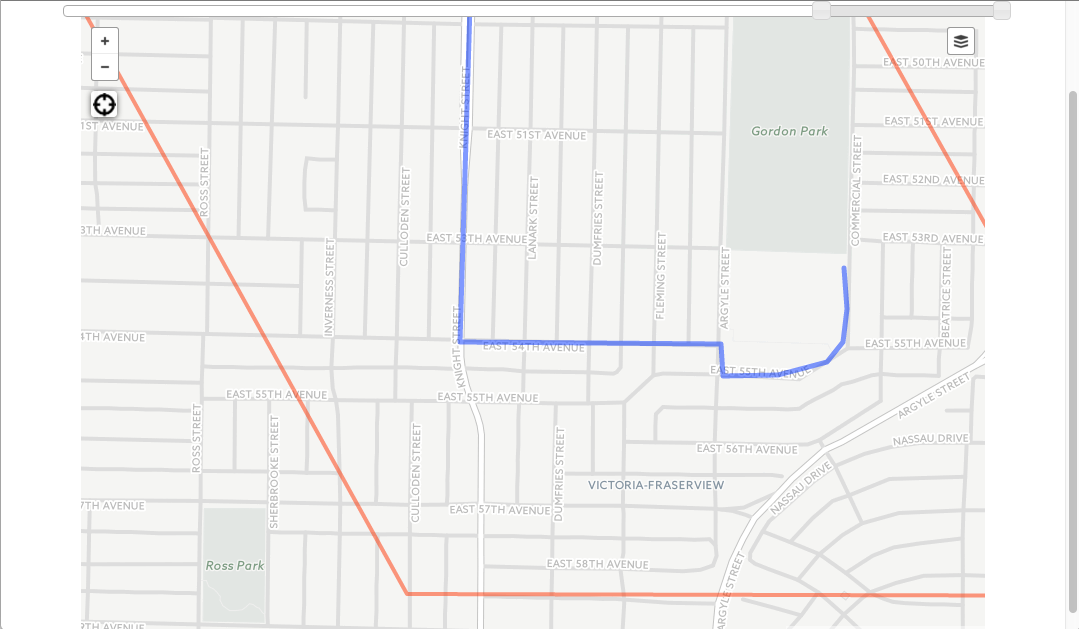 +
EAST 50TH AVENUE
−
KNIGHT STREET
EAST 51ST AVENUE
1ST AVENUE
Gordon Park
EAST 51ST AVENUE
ROSS STREET
CULLODEN STREET
LANARK STREET
DUMFRIES STREET
COMMERCIAL STREET
EAST 52ND AVENUE
3TH AVENUE
EAST 53TH AVENUE
EAST 53RD AVENUE
INVERNESS STREET
FLEMING STREET
ARGYLE STREET
BEATRICE STREET
4TH AVENUE
KNIGHT STREET
EAST 54TH AVENUE
EAST 55TH AVENUE
EAST 55TH AVENUE
EAST 55TH AVENUE
EAST 55TH AVENUE
ARGYLE STREET
ROSS STREET
SHERBROOKE STREET
CULLODEN STREET
DUMFRIES STREET
EAST 56TH AVENUE
NASSAU DRIVE
VICTORIA-FRASERVIEW
NASSAU DRIVE
7TH AVENUE
EAST 57TH AVENUE
Ross Park
EAST 58TH AVENUE
ARGYLE STREET
9TH AVENUE